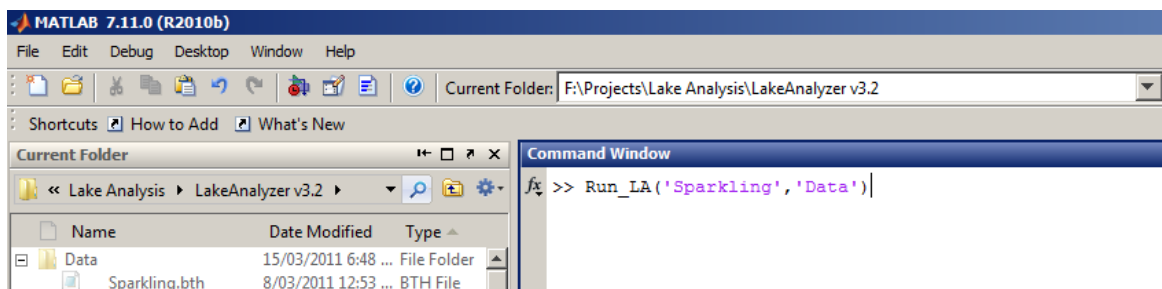 MATLAB 7.11.0 (R2010b)
File Edit Debug Desktop Window Help
Current Folder: F:\Projects\Lake Analysis\LakeAnalyzer v3.2
Shortcuts How to Add What's New
Current Folder
« Lake Analysis LakeAnalyzer v3.2
Name Date Modified Type
Data 15/03/2011 6:48 ... File Folder
Sparkling.bth 8/03/2011 12:53 ... BTH File
Command Window
fx >> Run_LA('Sparkling','Data')